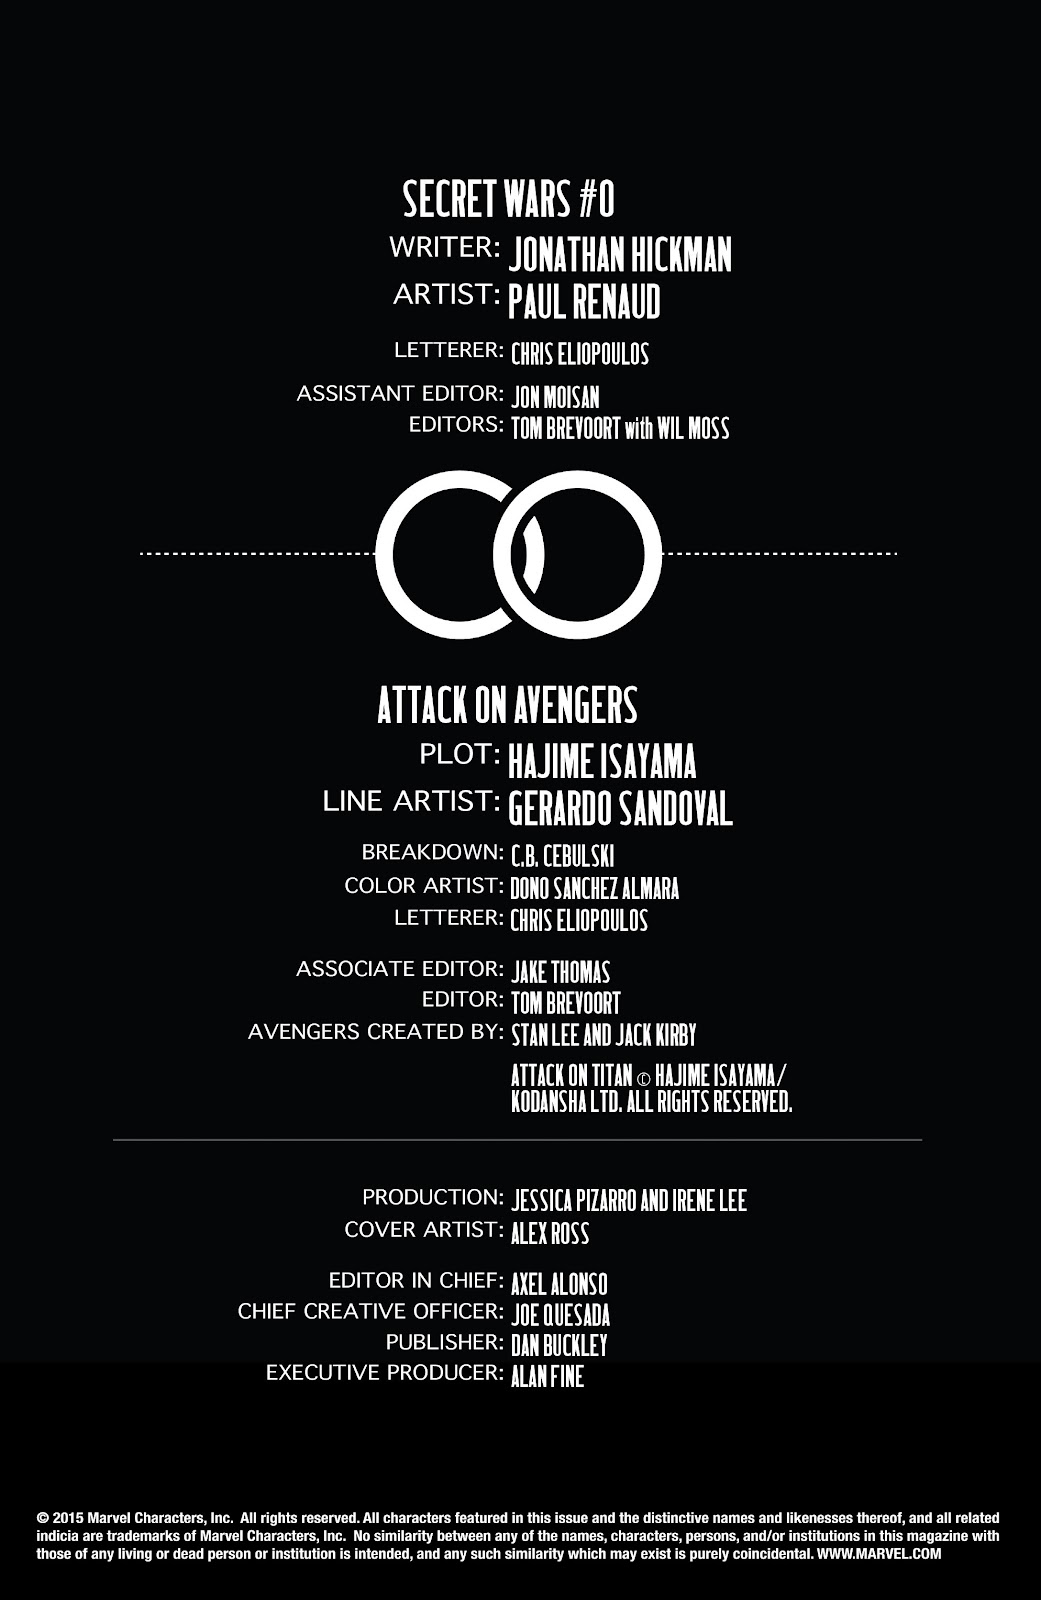 SECRET WARS #0
WRITER: JONATHAN HICKMAN
ARTIST: PAUL RENAUD
LETTERER: CHRIS ELIOPOULOS
ASSISTANT EDITOR: JON MOISAN
EDITORS: TOM BREVOORT with WIL MOSS
ATTACK ON AVENGERS
PLOT: HAJIME ISAYAMA
LINE ARTIST: GERARDO SANDOVAL
BREAKDOWN: C.B. CEBULSKI
COLOR ARTIST: DONO SANCHEZ ALMARA
LETTERER: CHRIS ELIOPOULOS
ASSOCIATE EDITOR: JAKE THOMAS
EDITOR: TOM BREVOORT
AVENGERS CREATED BY: STAN LEE AND JACK KIRBY
ATTACK ON TITAN © HAJIME ISAYAMA/
KODANSHA LTD. ALL RIGHTS RESERVED.
PRODUCTION: JESSICA PIZARRO AND IRENE LEE
COVER ARTIST: ALEX ROSS
EDITOR IN CHIEF: AXEL ALONSO
CHIEF CREATIVE OFFICER: JOE QUESADA
PUBLISHER: DAN BUCKLEY
EXECUTIVE PRODUCER: ALAN FINE
© 2015 Marvel Characters, Inc.  All rights reserved. All characters featured in this issue and the distinctive names and likenesses thereof, and all related
indicia are trademarks of Marvel Characters, Inc.  No similarity between any of the names, characters, persons, and/or institutions in this magazine with
those of any living or dead person or institution is intended, and any such similarity which may exist is purely coincidental. WWW.MARVEL.COM